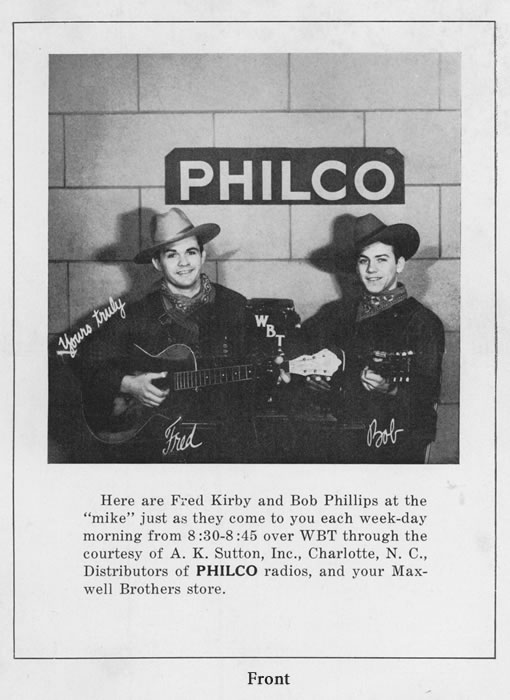 PHILCO
Yours truly
WBT
Fred
Bob
Here are Fred Kirby and Bob Phillips at the
“mike” just as they come to you each week-day
morning from 8:30-8:45 over WBT through the
courtesy of A. K. Sutton, Inc., Charlotte, N. C.,
Distributors of PHILCO radios, and your Max-
well Brothers store.
Front